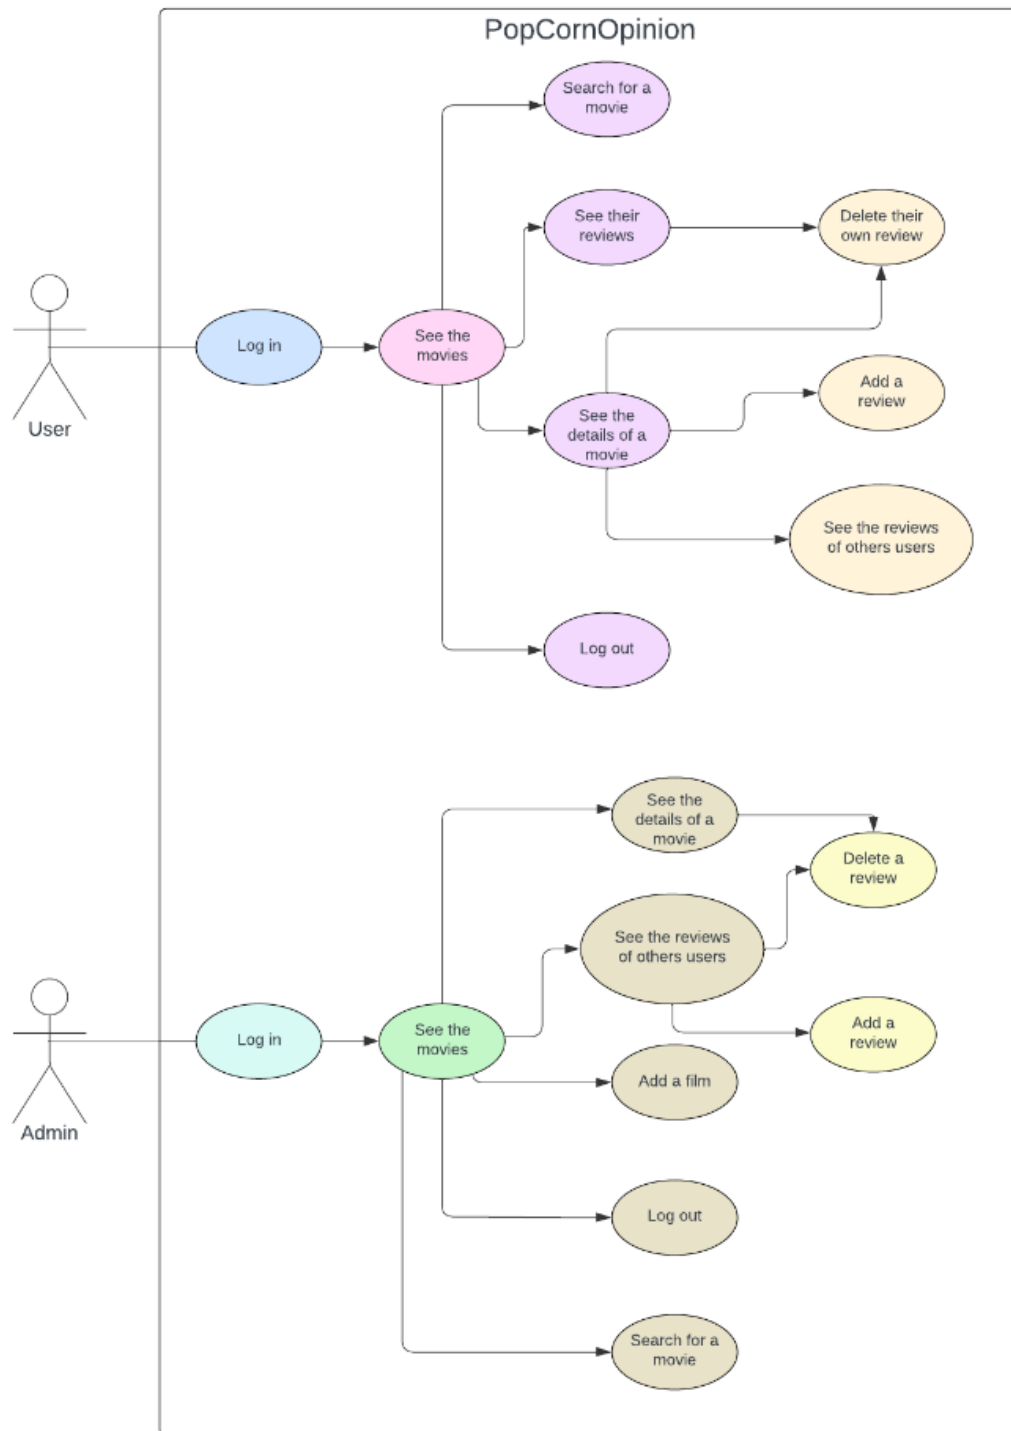 PopCornOpinion
Search for a
movie
See their
reviews
Delete their
own review
Log in
See the
movies
Add a
review
User
See the
details of a
movie
See the reviews
of others users
Log out
See the
details of a
movie
Delete a
review
See the reviews
of others users
Log in
See the
movies
Add a
review
Add a film
Admin
Log out
Search for a
movie